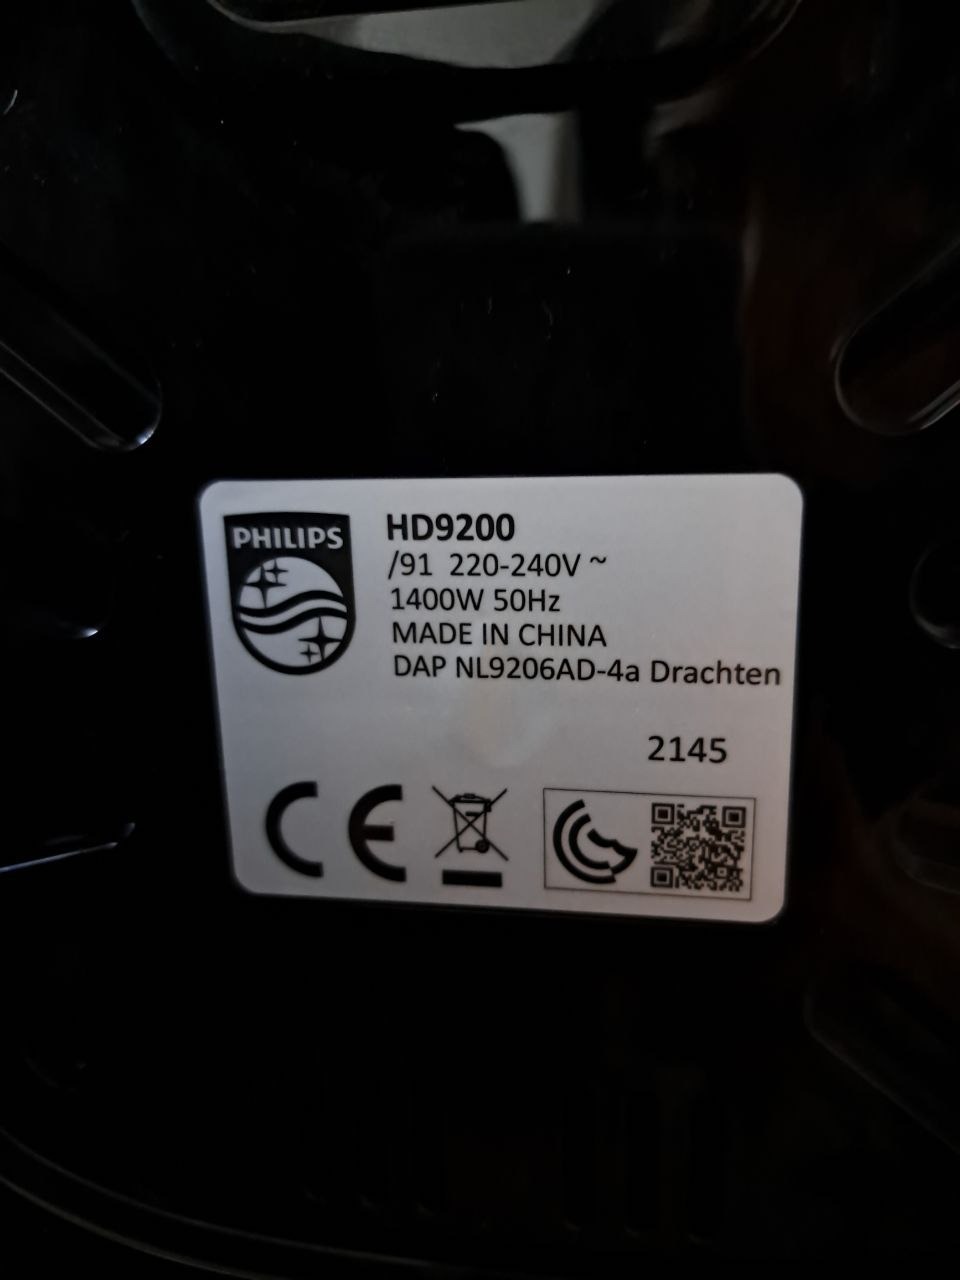 PHILIPS
HD9200
/91 220-240V ~
1400W 50Hz
MADE IN CHINA
DAP NL9206AD-4a Drachten
2145
CE